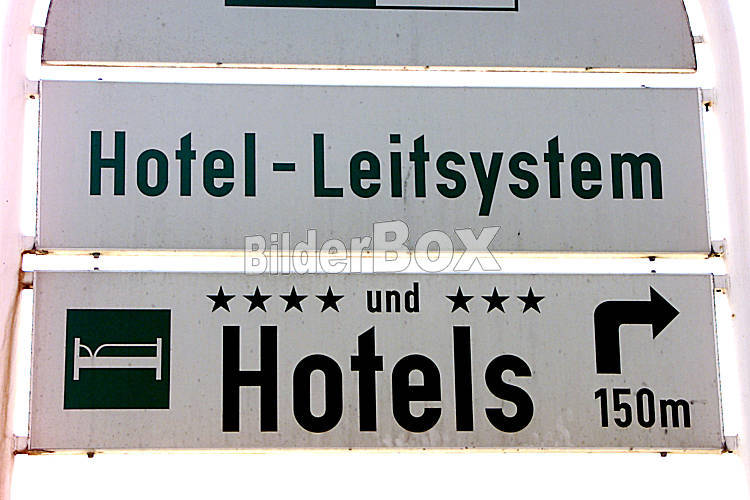 Hotel - Leitsystem
BilderBOX
★★★★ und ★★★
Hotels
150m